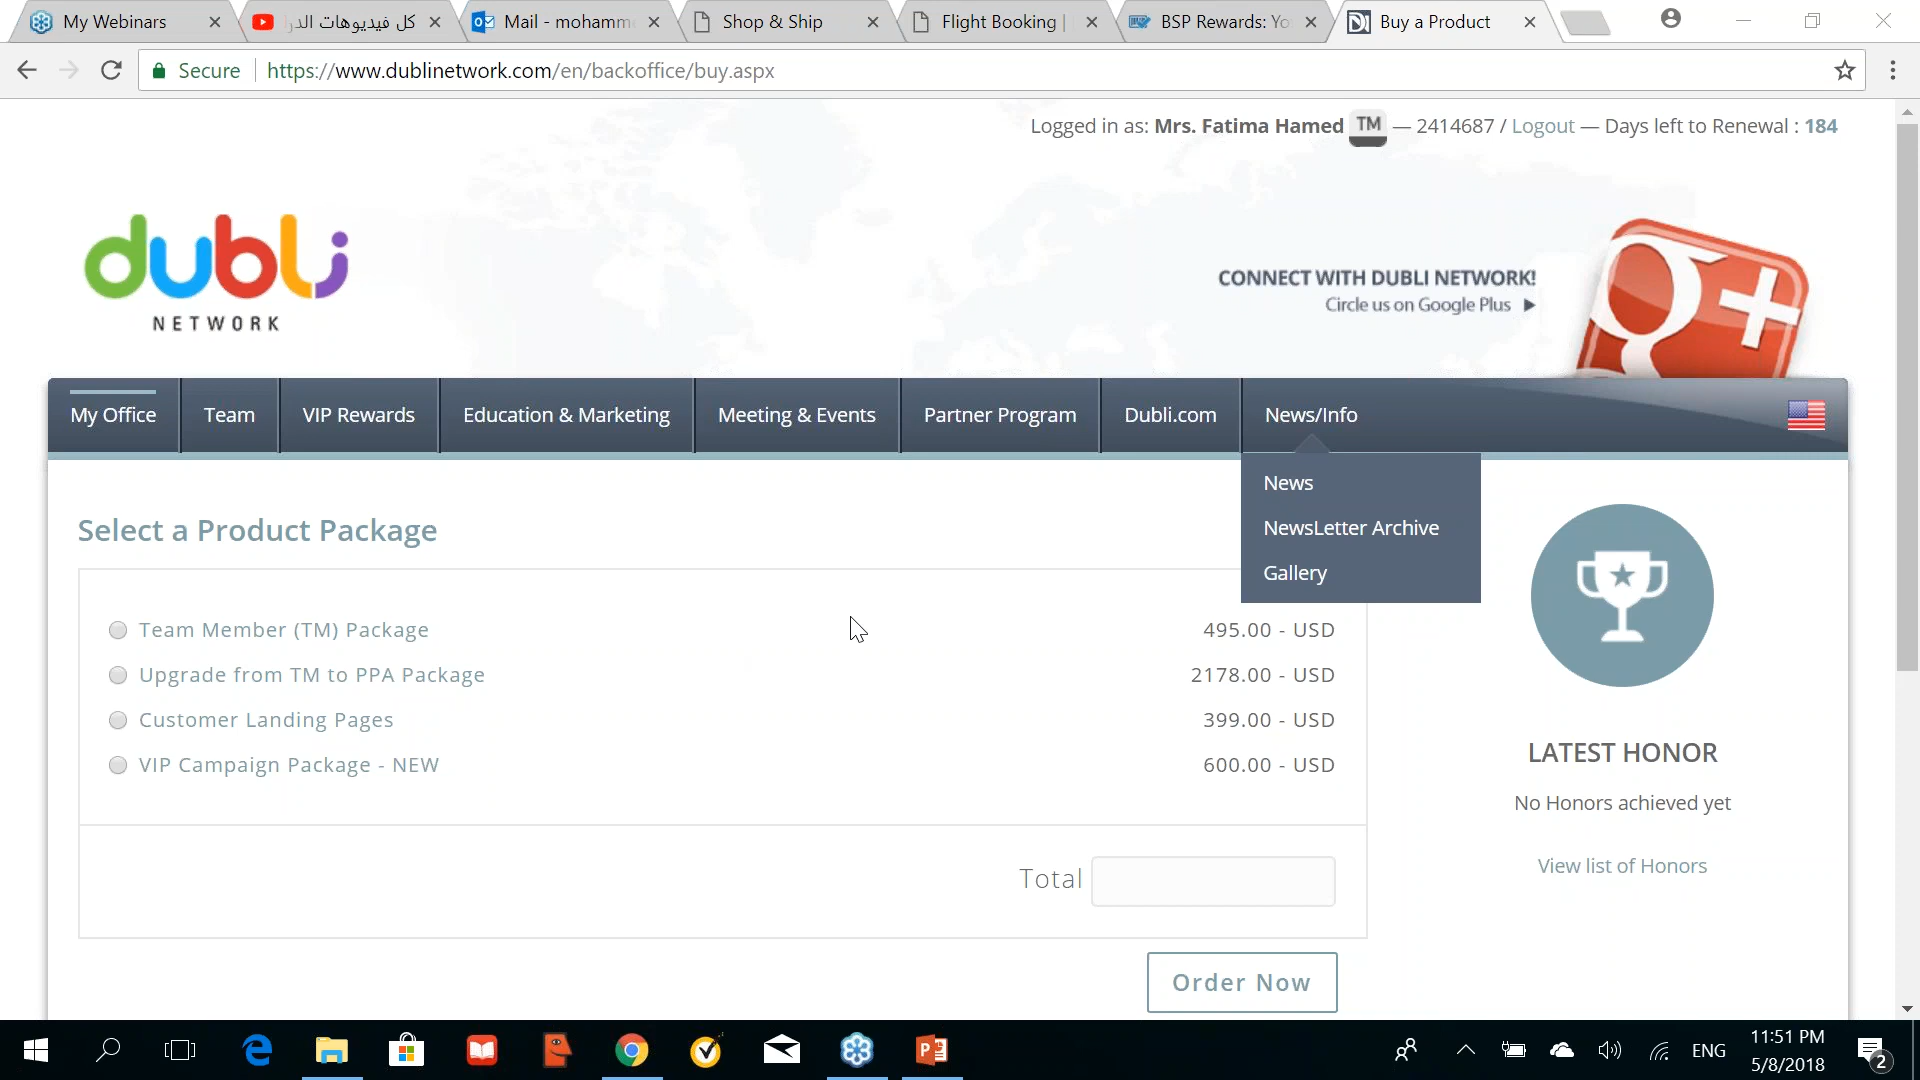 My Webinars
كل فيديوهات الدر
Mail - mohamm
Shop & Ship
Flight Booking |
BSP Rewards: Yo
Buy a Product
Secure
https://www.dublinetwork.com/en/backoffice/buy.aspx
Logged in as: Mrs. Fatima Hamed TM — 2414687 / Logout — Days left to Renewal : 184
dubli
NETWORK
CONNECT WITH DUBLI NETWORK!
Circle us on Google Plus
g+
My Office
Team
VIP Rewards
Education & Marketing
Meeting & Events
Partner Program
Dubli.com
News/Info
News
NewsLetter Archive
Gallery
Select a Product Package
Team Member (TM) Package 495.00 - USD
Upgrade from TM to PPA Package 2178.00 - USD
Customer Landing Pages 399.00 - USD
VIP Campaign Package - NEW 600.00 - USD
Total
Order Now
LATEST HONOR
No Honors achieved yet
View list of Honors
ENG
11:51 PM
5/8/2018
2